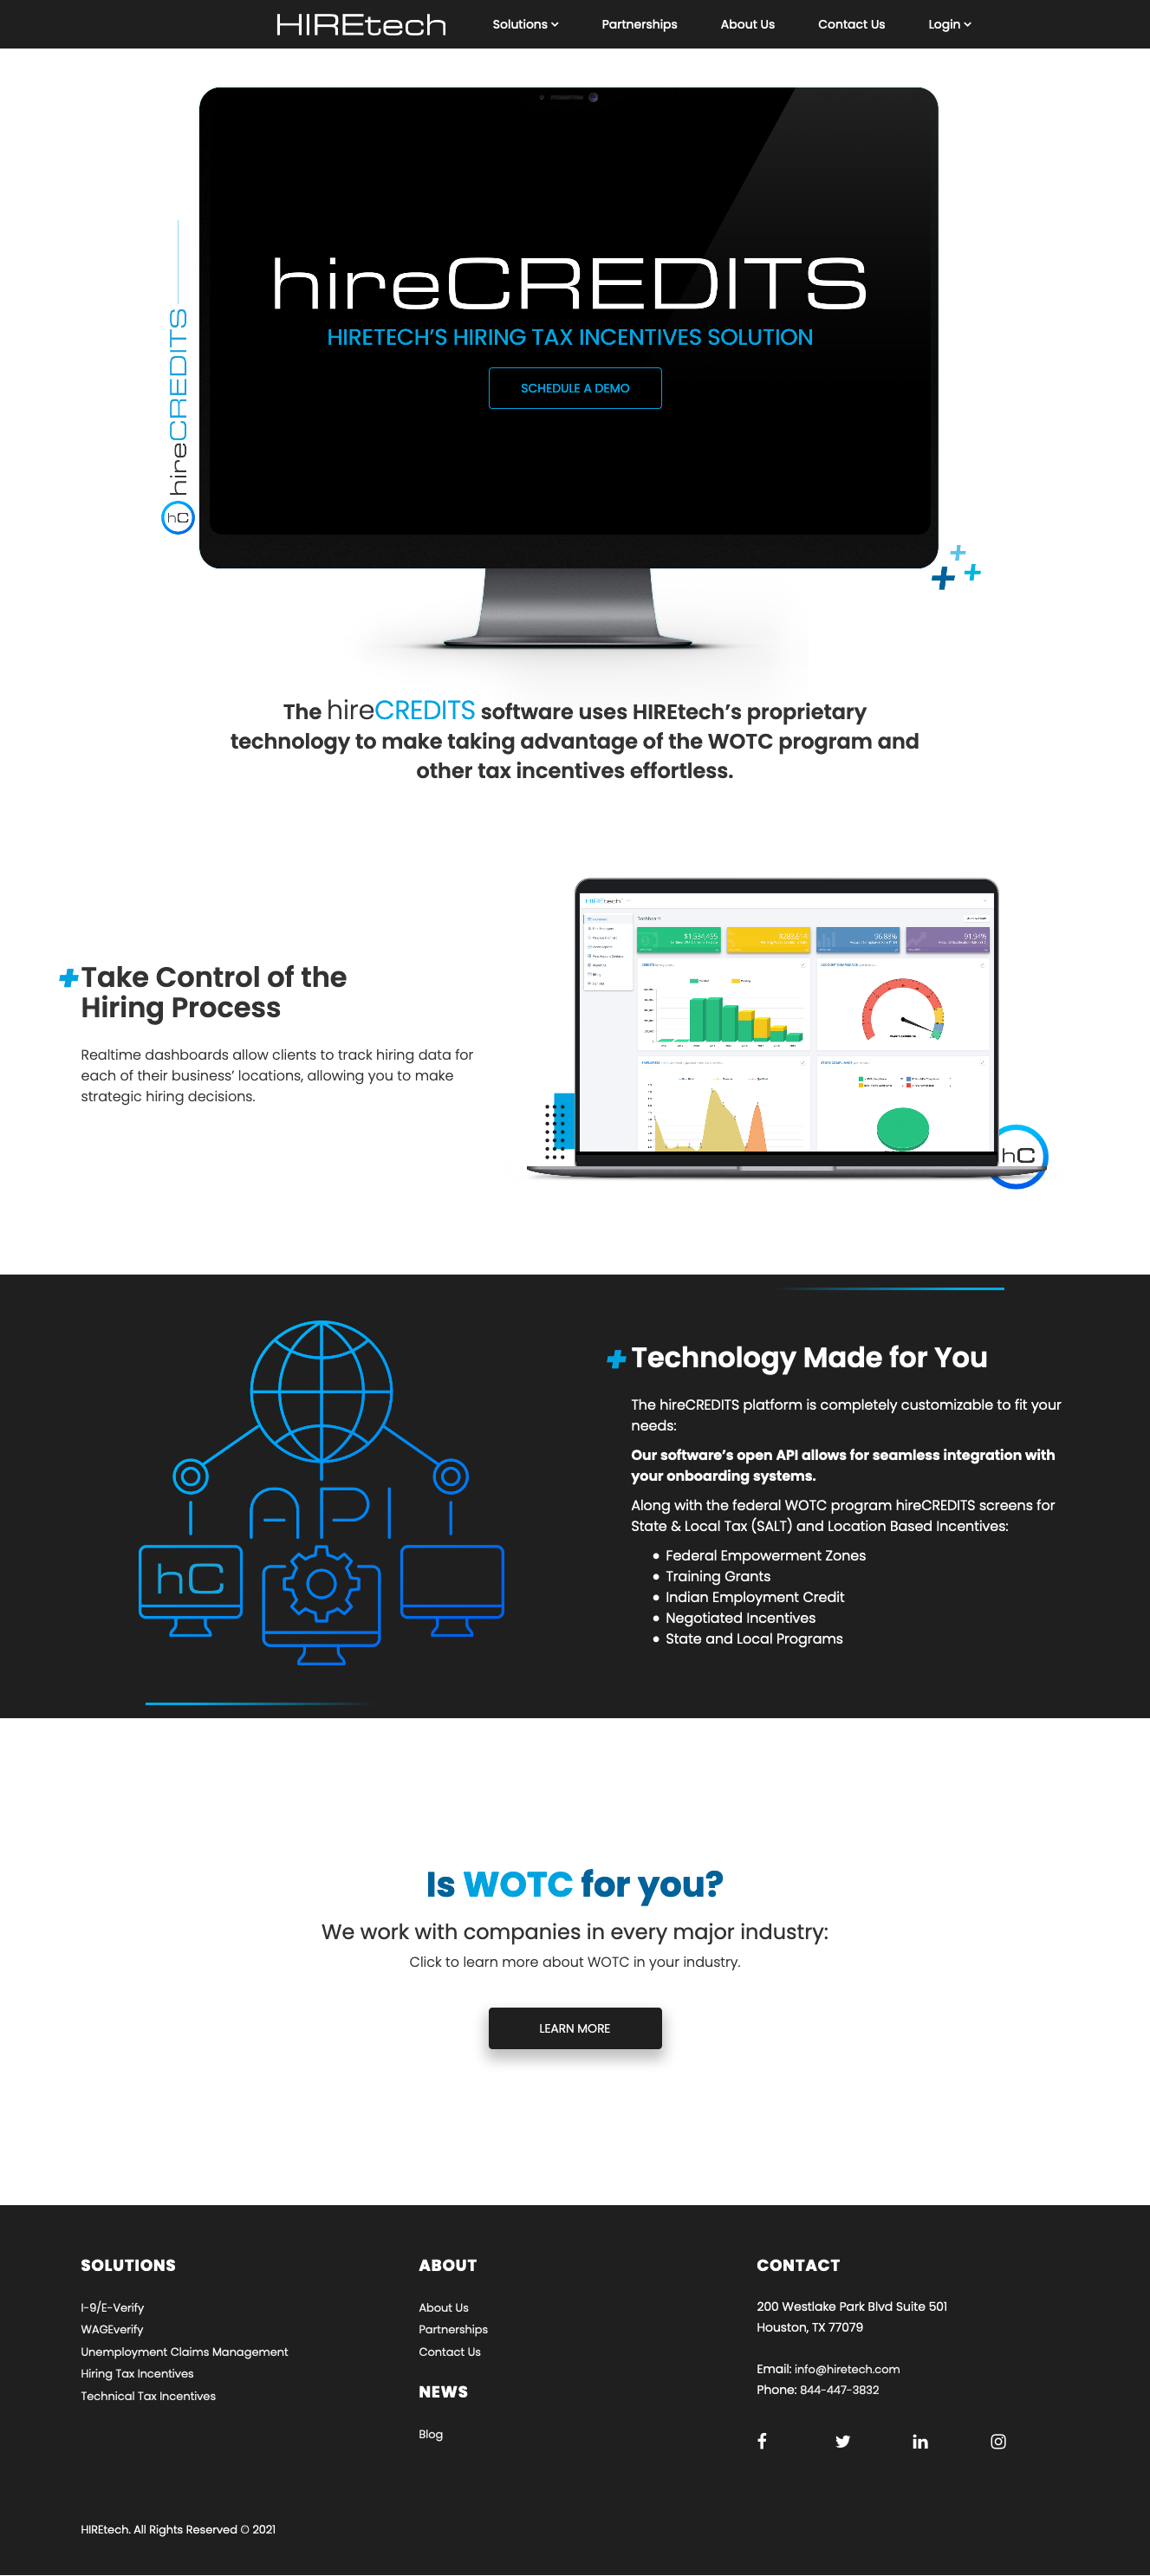 HIREtech
Solutions
Partnerships
About Us
Contact Us
Login
hireCREDITS
HIRETECH'S HIRING TAX INCENTIVES SOLUTION
SCHEDULE A DEMO
hireCREDITS
hC
The hireCREDITS software uses HIREtech's proprietary
technology to make taking advantage of the WOTC program and
other tax incentives effortless.
Take Control of the
Hiring Process
Realtime dashboards allow clients to track hiring data for
each of their business' locations, allowing you to make
strategic hiring decisions.
HIREtech
Dashboard
96.88%
91.94%
hC
API
hC
Technology Made for You
The hireCREDITS platform is completely customizable to fit your
needs:
Our software's open API allows for seamless integration with
your onboarding systems.
Along with the federal WOTC program hireCREDITS screens for
State & Local Tax (SALT) and Location Based Incentives:
• Federal Empowerment Zones
• Training Grants
• Indian Employment Credit
• Negotiated Incentives
• State and Local Programs
Is WOTC for you?
We work with companies in every major industry:
Click to learn more about WOTC in your industry.
LEARN MORE
SOLUTIONS
I-9/E-Verify
WAGEverify
Unemployment Claims Management
Hiring Tax Incentives
Technical Tax Incentives
ABOUT
About Us
Partnerships
Contact Us
NEWS
Blog
CONTACT
200 Westlake Park Blvd Suite 501
Houston, TX 77079
Email: info@hiretech.com
Phone: 844-447-3832
HIREtech. All Rights Reserved © 2021